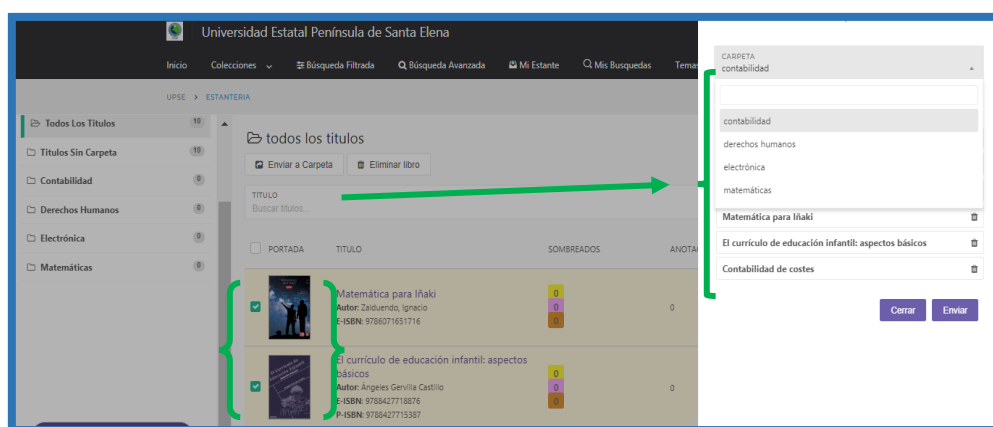 Universidad Estatal Península de Santa Elena
Inicio Colecciones Búsqueda Filtrada Búsqueda Avanzada Mi Estante Mis Busquedas Temas
UPSE > ESTANTERIA
Todos Los Titulos 10
Titulos Sin Carpeta 10
Contabilidad 0
Derechos Humanos 0
Electrónica 0
Matemáticas 0
todos los titulos
Enviar a Carpeta Eliminar libro
TITULO
Buscar titulos...
PORTADA TITULO SOMBREADOS ANOTA
Matemática para Iñaki
Autor: Zalduendo, Ignacio
E-ISBN: 9786071651716
0
0
0
0
El currículo de educación infantil: aspectos
básicos
Autor: Ángeles Gervilla Castillo
E-ISBN: 9788427718876
P-ISBN: 9788427715387
0
0
0
0
CARPETA
contabilidad
contabilidad
derechos humanos
electrónica
matemáticas
Matemática para Iñaki
El currículo de educación infantil: aspectos básicos
Contabilidad de costes
Cerrar Enviar